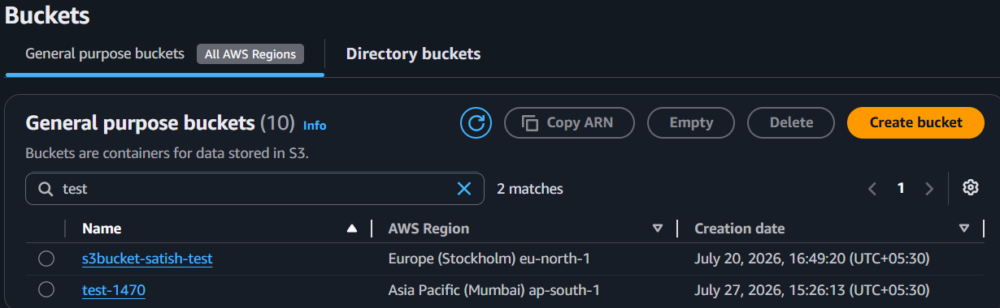 Buckets
General purpose buckets All AWS Regions Directory buckets
General purpose buckets (10) Info Copy ARN Empty Delete Create bucket
Buckets are containers for data stored in S3.
test 2 matches 1
Name AWS Region Creation date
s3bucket-satish-test Europe (Stockholm) eu-north-1 July 20, 2026, 16:49:20 (UTC+05:30)
test-1470 Asia Pacific (Mumbai) ap-south-1 July 27, 2026, 15:26:13 (UTC+05:30)